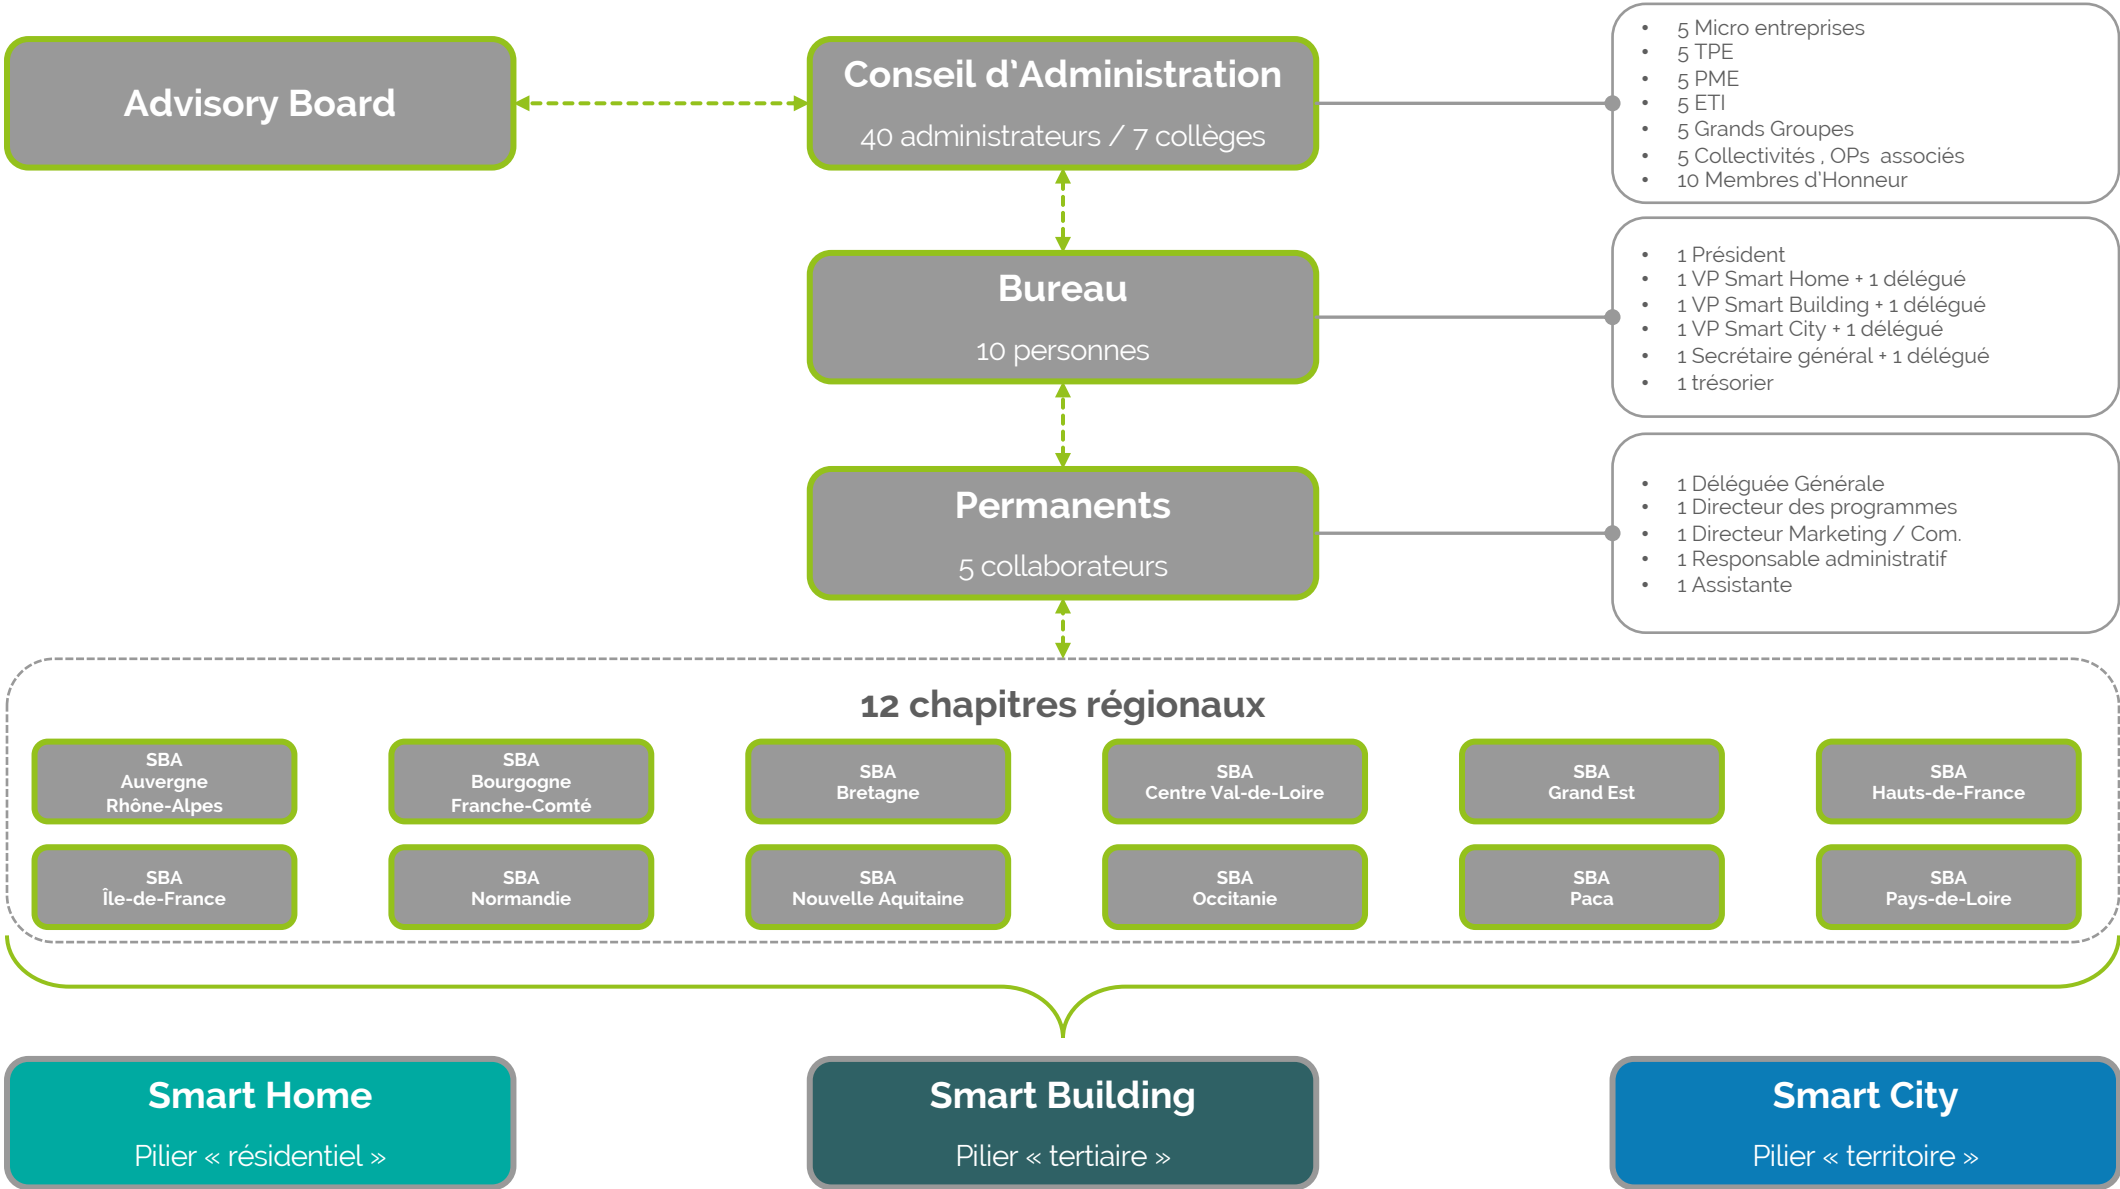 Advisory Board
Conseil d'Administration
40 administrateurs / 7 collèges
• 5 Micro entreprises
• 5 TPE
• 5 PME
• 5 ETI
• 5 Grands Groupes
• 5 Collectivités , OPs associés
• 10 Membres d'Honneur
Bureau
10 personnes
• 1 Président
• 1 VP Smart Home + 1 délégué
• 1 VP Smart Building + 1 délégué
• 1 VP Smart City + 1 délégué
• 1 Secrétaire général + 1 délégué
• 1 trésorier
Permanents
5 collaborateurs
• 1 Déléguée Générale
• 1 Directeur des programmes
• 1 Directeur Marketing / Com.
• 1 Responsable administratif
• 1 Assistante
12 chapitres régionaux
SBA
Auvergne
Rhône-Alpes
SBA
Bourgogne
Franche-Comté
SBA
Bretagne
SBA
Centre Val-de-Loire
SBA
Grand Est
SBA
Hauts-de-France
SBA
Île-de-France
SBA
Normandie
SBA
Nouvelle Aquitaine
SBA
Occitanie
SBA
Paca
SBA
Pays-de-Loire
Smart Home
Pilier « résidentiel »
Smart Building
Pilier « tertiaire »
Smart City
Pilier « territoire »